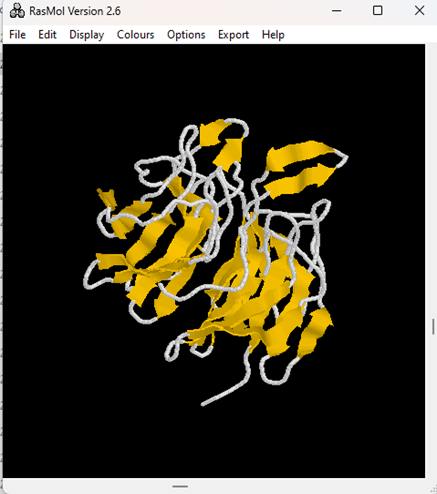 RasMol Version 2.6
File Edit Display Colours Options Export Help